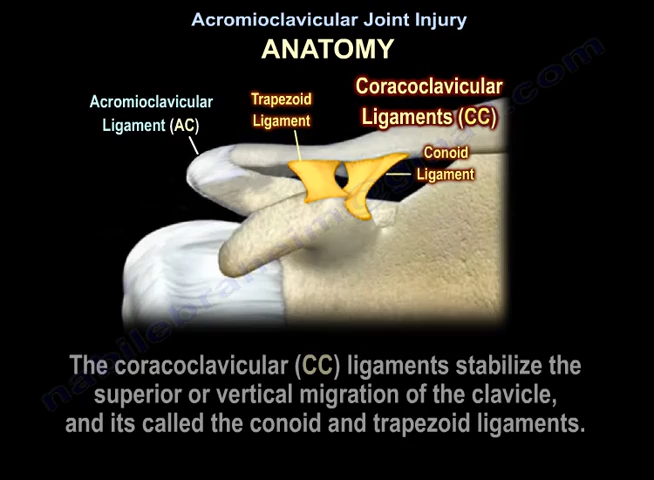 Acromioclavicular Joint Injury
ANATOMY
Coracoclavicular
Ligaments (CC)
Acromioclavicular
Ligament (AC)
Trapezoid
Ligament
Conoid
Ligament
The coracoclavicular (CC) ligaments stabilize the
superior or vertical migration of the clavicle,
and its called the conoid and trapezoid ligaments.